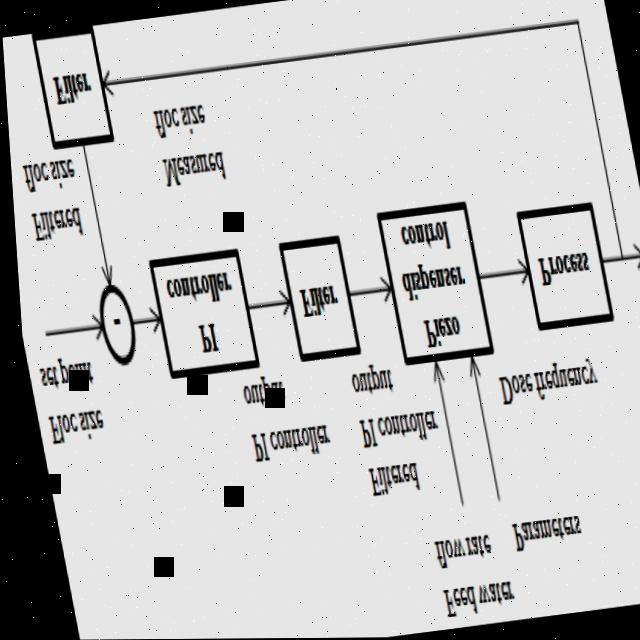 Feed water
flow rate
Parameters
Filtered
PI controller
output
PI controller
output
Floc size
set point
Dose frequency
PI
controller
Filter
Piezo
dispenser
control
Process
-
Filtered
floc size
Measured
floc size
Filter